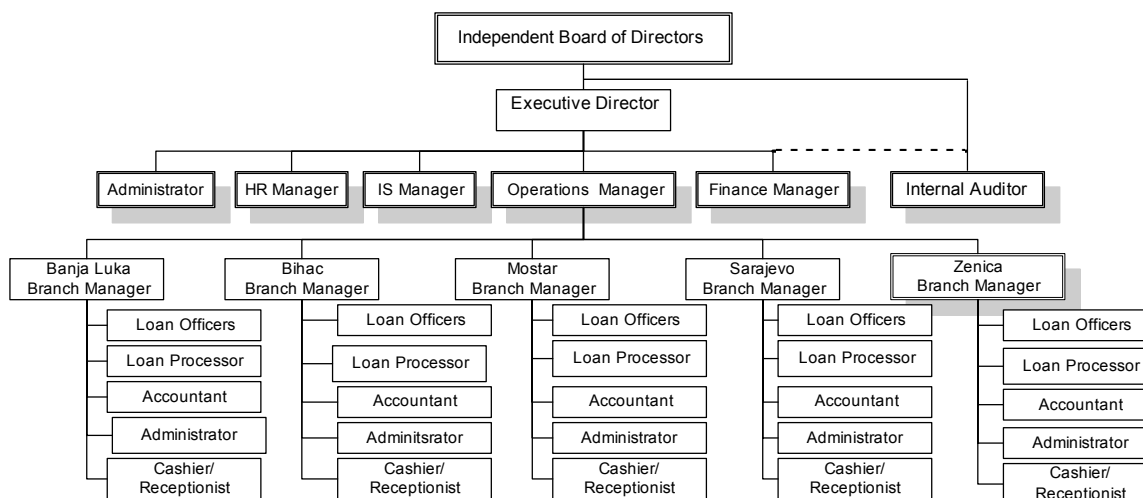 Independent Board of Directors
Executive Director
Administrator
HR Manager
IS Manager
Operations Manager
Finance Manager
Internal Auditor
Banja Luka
Branch Manager
Loan Officers
Loan Processor
Accountant
Administrator
Cashier/
Receptionist
Bihac
Branch Manager
Loan Officers
Loan Processor
Accountant
Adminitsrator
Cashier/
Receptionist
Mostar
Branch Manager
Loan Officers
Loan Processor
Accountant
Administrator
Cashier/
Receptionist
Sarajevo
Branch Manager
Loan Officers
Loan Processor
Accountant
Administrator
Cashier/
Receptionist
Zenica
Branch Manager
Loan Officers
Loan Processor
Accountant
Administrator
Cashier/
Receptionist